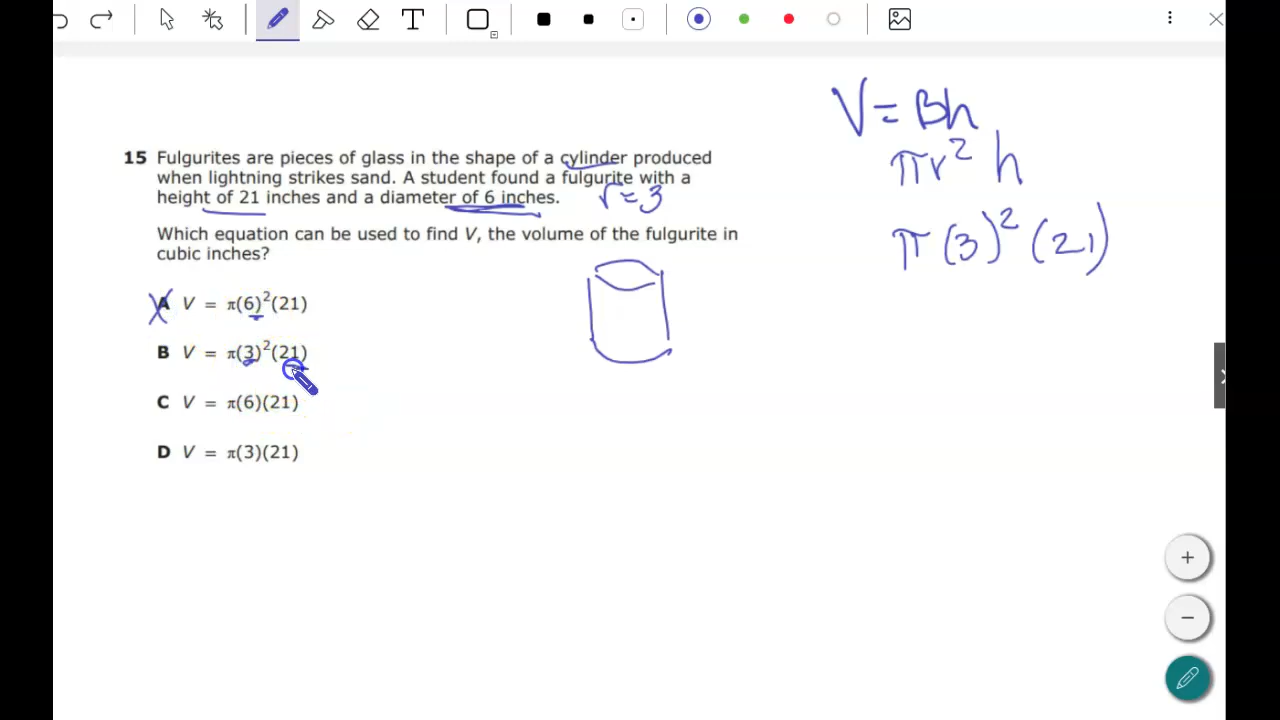 V = Bh
πr² h
π(3)² (21)
15 Fulgurites are pieces of glass in the shape of a cylinder produced
when lightning strikes sand. A student found a fulgurite with a
height of 21 inches and a diameter of 6 inches.
r = 3
Which equation can be used to find V, the volume of the fulgurite in
cubic inches?
A V = π(6)²(21)
B V = π(3)²(21)
C V = π(6)(21)
D V = π(3)(21)